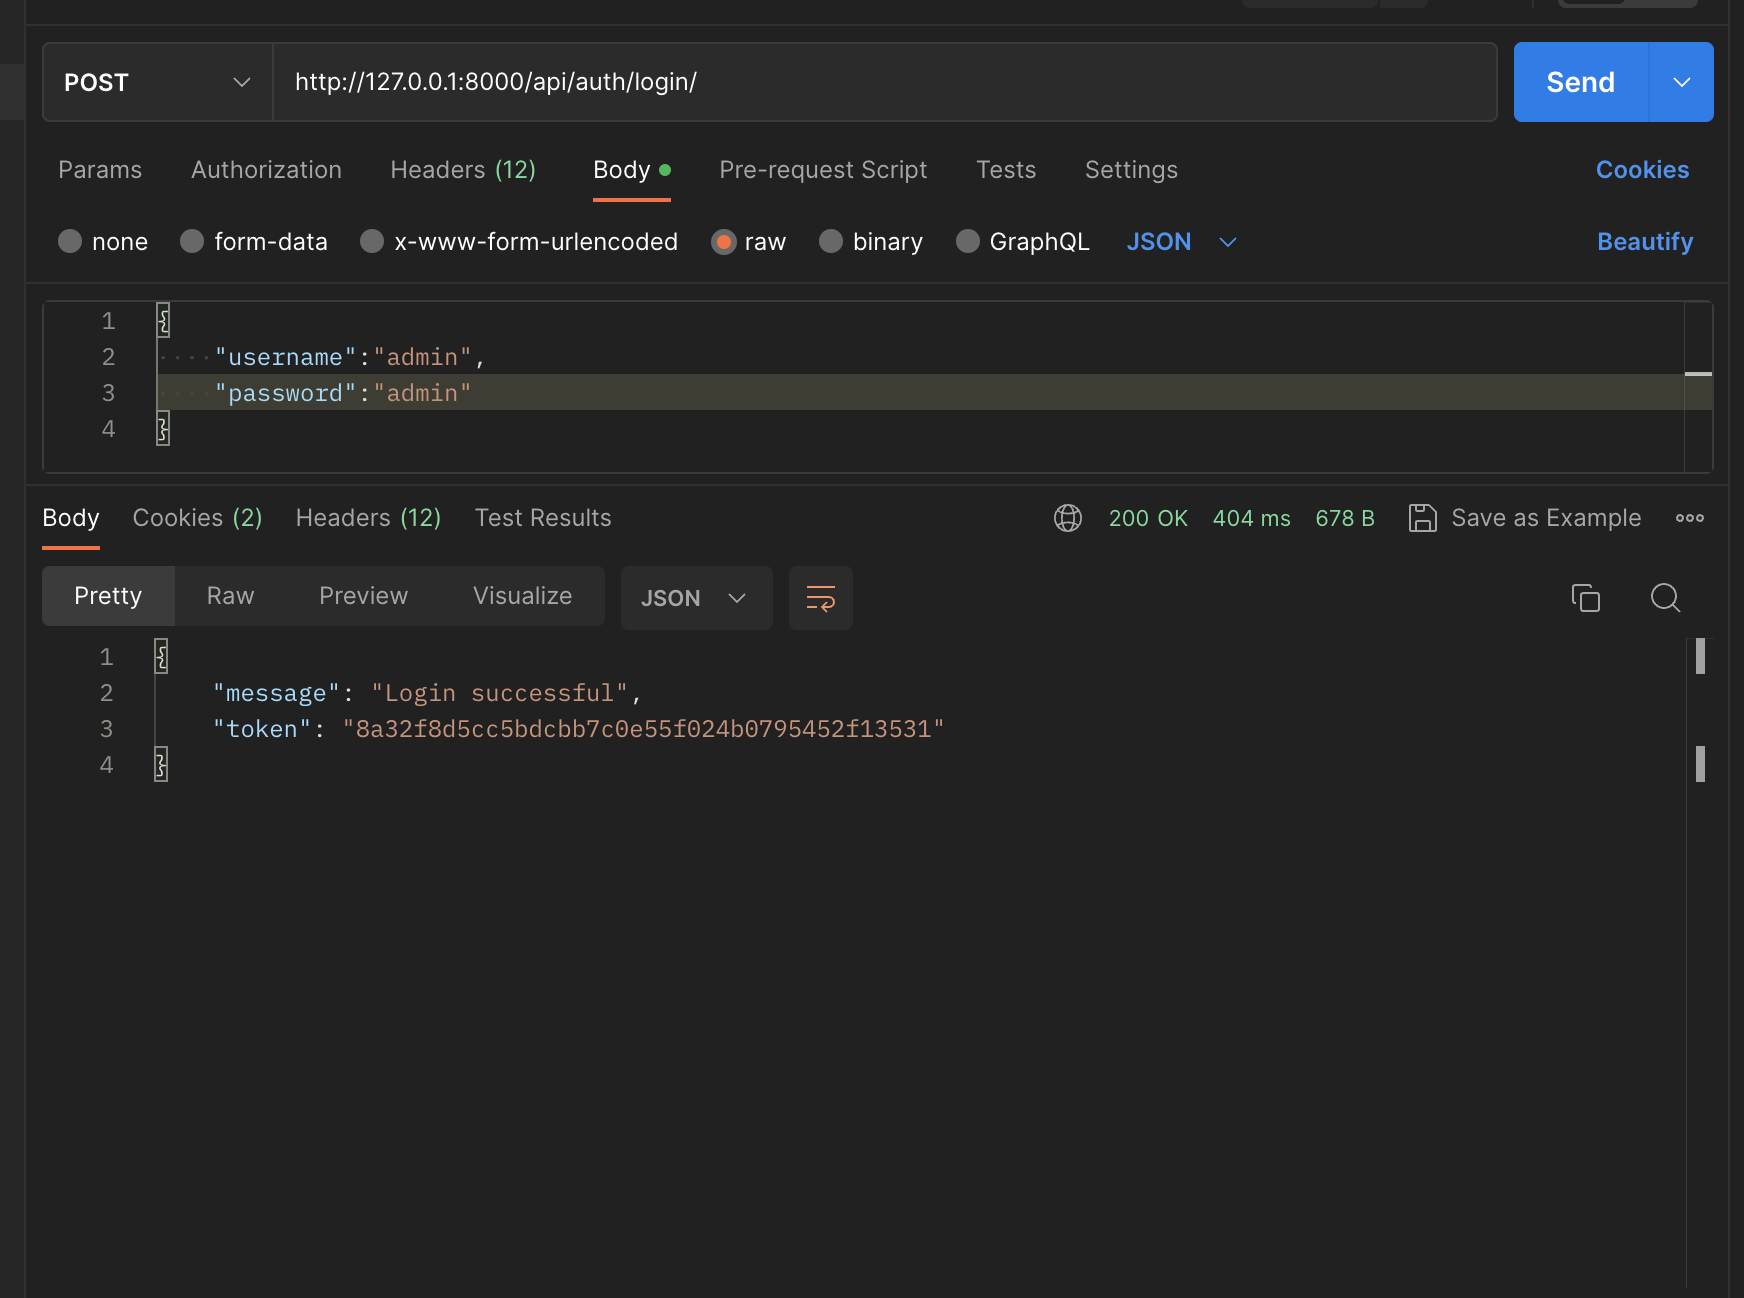 POST http://127.0.0.1:8000/api/auth/login/ Send
Params Authorization Headers (12) Body Pre-request Script Tests Settings Cookies
none form-data x-www-form-urlencoded raw binary GraphQL JSON Beautify
1 {
2 ····"username":"admin",
3 ····"password":"admin"
4 }
Body Cookies (2) Headers (12) Test Results 200 OK 404 ms 678 B Save as Example
Pretty Raw Preview Visualize JSON
1 {
2 "message": "Login successful",
3 "token": "8a32f8d5cc5bdcbb7c0e55f024b0795452f13531"
4 }